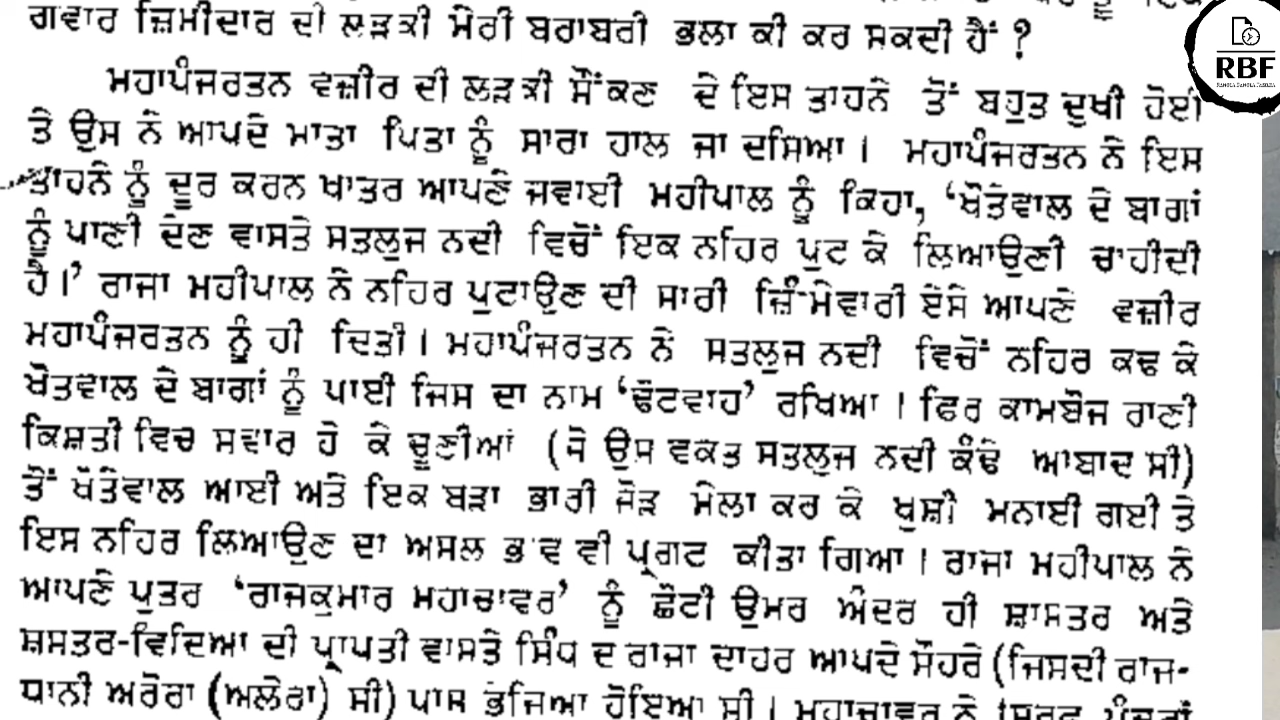 ਗਵਾਰ ਜ਼ਿਮੀਦਾਰ ਦੀ ਲੜਕੀ ਮੇਰੀ ਬਰਾਬਰੀ ਭਲਾ ਕੀ ਕਰ ਸਕਦੀ ਹੈਂ ?
ਮਹਾਪੰਜਰਤਨ ਵਜ਼ੀਰ ਦੀ ਲੜਕੀ ਸੌਂਕਣ ਦੇ ਇਸ ਤਾਹਨੇ ਤੋਂ ਬਹੁਤ ਦੁਖੀ ਹੋਈ
ਤੇ ਉਸ ਨੇ ਆਪਦੇ ਮਾਤਾ ਪਿਤਾ ਨੂੰ ਸਾਰਾ ਹਾਲ ਜਾ ਦਸਿਆ । ਮਹਾਪੰਜਰਤਨ ਨੇ ਇਸ
ਤਾਹਨੇ ਨੂੰ ਦੂਰ ਕਰਨ ਖਾਤਰ ਆਪਣੇ ਜਵਾਈ ਮਹੀਪਾਲ ਨੂੰ ਕਿਹਾ, ‘ਖੌਤੇਵਾਲ ਦੇ ਬਾਗਾਂ
ਨੂੰ ਪਾਣੀ ਦੇਣ ਵਾਸਤੇ ਸਤਲੁਜ ਨਦੀ ਵਿਚੋਂ ਇਕ ਨਹਿਰ ਪੁਟ ਕੇ ਲਿਆਉਣੀ ਚਾਹੀਦੀ
ਹੈ ।’ ਰਾਜਾ ਮਹੀਪਾਲ ਨੇ ਨਹਿਰ ਪੁਟਾਉਣ ਦੀ ਸਾਰੀ ਜ਼ਿੰਮੇਵਾਰੀ ਏਸੇ ਆਪਣੇ ਵਜ਼ੀਰ
ਮਹਾਪੰਜਰਤਨ ਨੂੰ ਹੀ ਦਿਤੀ । ਮਹਾਪੰਜਰਤਨ ਨੇ ਸਤਲੁਜ ਨਦੀ ਵਿਚੋਂ ਨਹਿਰ ਕਢ ਕੇ
ਖੌਤਵਾਲ ਦੇ ਬਾਗਾਂ ਨੂੰ ਪਾਈ ਜਿਸ ਦਾ ਨਾਮ ‘ਢੌਟਵਾਹ’ ਰਖਿਆ । ਫਿਰ ਕਾਮਬੋਜ ਰਾਣੀ
ਕਿਸ਼ਤੀ ਵਿਚ ਸਵਾਰ ਹੋ ਕੇ ਚੂਣੀਆਂ (ਜੋ ਉਸ ਵਕਤ ਸਤਲੁਜ ਨਦੀ ਕੰਢੇ ਆਬਾਦ ਸੀ)
ਤੋਂ ਖੌਤੇਵਾਲ ਆਈ ਅਤੇ ਇਕ ਬੜਾ ਭਾਰੀ ਜੋੜ ਮੇਲਾ ਕਰ ਕੇ ਖੁਸ਼ੀ ਮਨਾਈ ਗਈ ਤੇ
ਇਸ ਨਹਿਰ ਲਿਆਉਣ ਦਾ ਅਸਲ ਭਾਵ ਵੀ ਪ੍ਰਗਟ ਕੀਤਾ ਗਿਆ । ਰਾਜਾ ਮਹੀਪਾਲ ਨੇ
ਆਪਣੇ ਪੁਤਰ ‘ਰਾਜਕੁਮਾਰ ਮਹਾਚਾਵਰ’ ਨੂੰ ਛੋਟੀ ਉਮਰ ਅੰਦਰ ਹੀ ਸ਼ਾਸਤਰ ਅਤੇ
ਸ਼ਸਤਰ-ਵਿਦਿਆ ਦੀ ਪ੍ਰਾਪਤੀ ਵਾਸਤੇ ਸਿੰਧ ਦ ਰਾਜਾ ਦਾਹਰ ਆਪਦੇ ਸੌਹਰੇ (ਜਿਸਦੀ ਰਾਜ-
ਧਾਨੀ ਅਰੋਰਾ (ਅਲੋਰਾ) ਸੀ) ਪਾਸ ਭੇਜਿਆ ਹੋਇਆ ਸੀ । ਮਹਾਚਾਵਰ ਨੇ
RBF